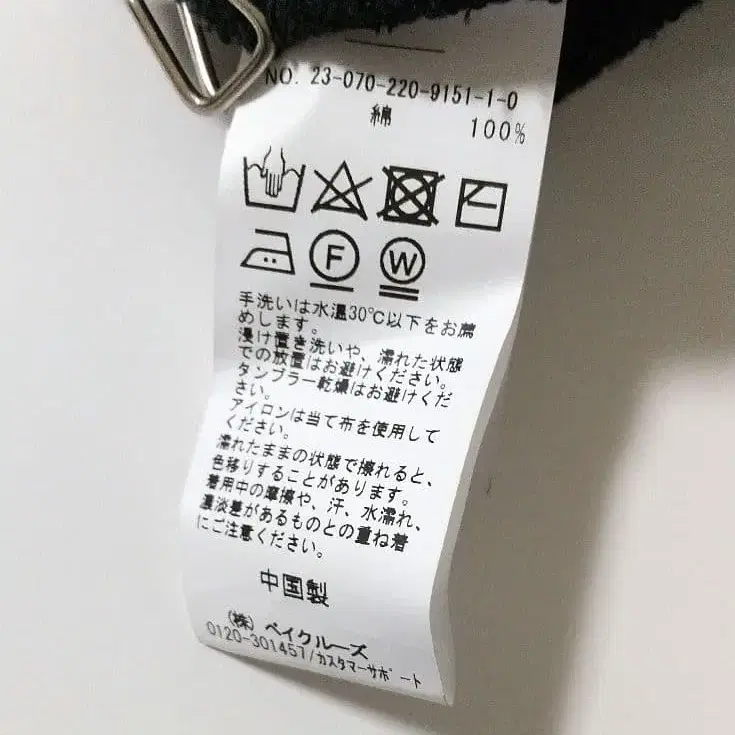 NO. 23-070-220-9151-1-0
綿 100%
F W
手洗いは水温30℃以下をお薦
めします。
浸け置き洗いや、濡れた状態
での放置はお避けください。
タンブラー乾燥はお避けくだ
さい。
アイロンは当て布を使用して
ください。
濡れたままの状態で擦れると、
色移りすることがあります。
着用中の摩擦や、汗、水濡れ、
濃淡差があるものとの重ね着
にご注意ください。
中国製
(株) ベイクルーズ
0120-301457/カスタマーサポート